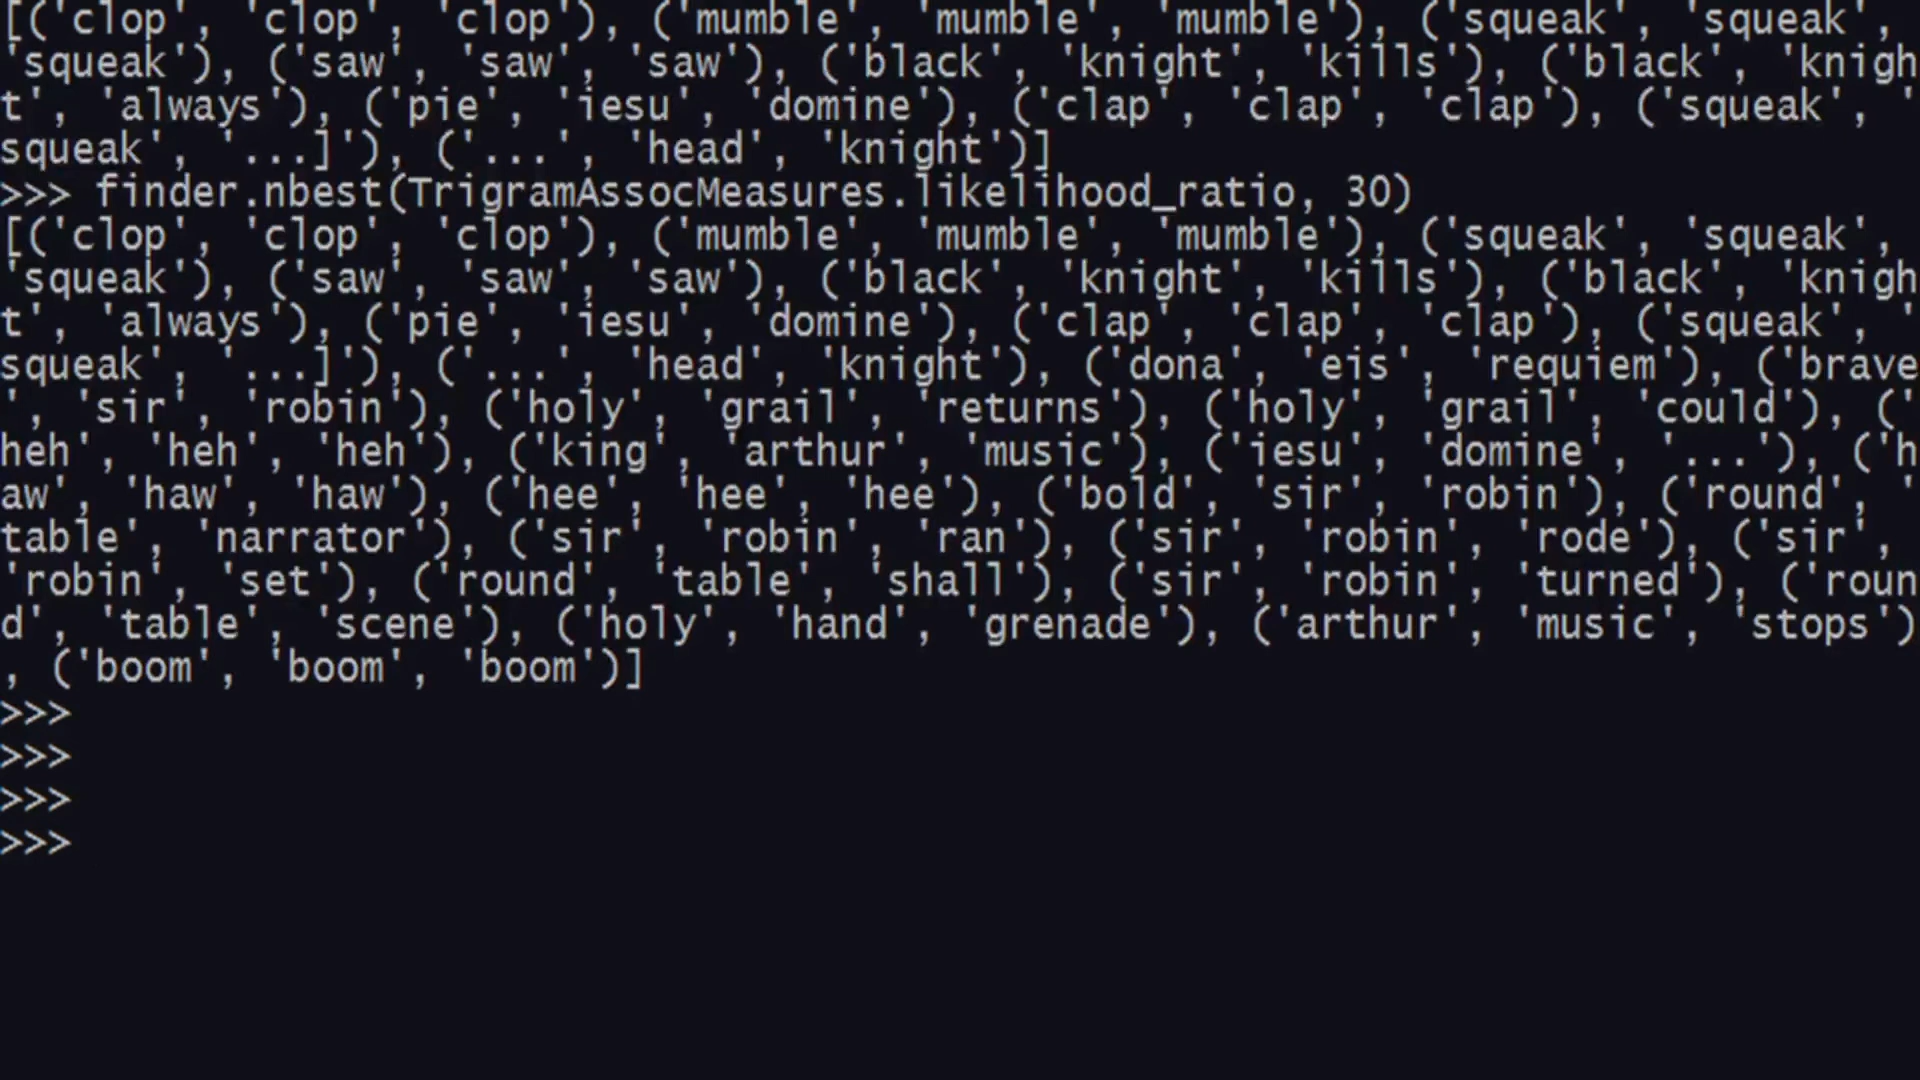 [('clop', 'clop', 'clop'), ('mumble', 'mumble', 'mumble'), ('squeak', 'squeak',
'squeak'), ('saw', 'saw', 'saw'), ('black', 'knight', 'kills'), ('black', 'knigh
t', 'always'), ('pie', 'iesu', 'domine'), ('clap', 'clap', 'clap'), ('squeak', '
squeak', '...]'), ('...', 'head', 'knight')]
>>> finder.nbest(TrigramAssocMeasures.likelihood_ratio, 30)
[('clop', 'clop', 'clop'), ('mumble', 'mumble', 'mumble'), ('squeak', 'squeak',
'squeak'), ('saw', 'saw', 'saw'), ('black', 'knight', 'kills'), ('black', 'knigh
t', 'always'), ('pie', 'iesu', 'domine'), ('clap', 'clap', 'clap'), ('squeak', '
squeak', '...]'), ('...', 'head', 'knight'), ('dona', 'eis', 'requiem'), ('brave
', 'sir', 'robin'), ('holy', 'grail', 'returns'), ('holy', 'grail', 'could'), ('
heh', 'heh', 'heh'), ('king', 'arthur', 'music'), ('iesu', 'domine', '...'), ('h
aw', 'haw', 'haw'), ('hee', 'hee', 'hee'), ('bold', 'sir', 'robin'), ('round', '
table', 'narrator'), ('sir', 'robin', 'ran'), ('sir', 'robin', 'rode'), ('sir',
'robin', 'set'), ('round', 'table', 'shall'), ('sir', 'robin', 'turned'), ('roun
d', 'table', 'scene'), ('holy', 'hand', 'grenade'), ('arthur', 'music', 'stops')
, ('boom', 'boom', 'boom')]
>>>
>>>
>>>
>>>